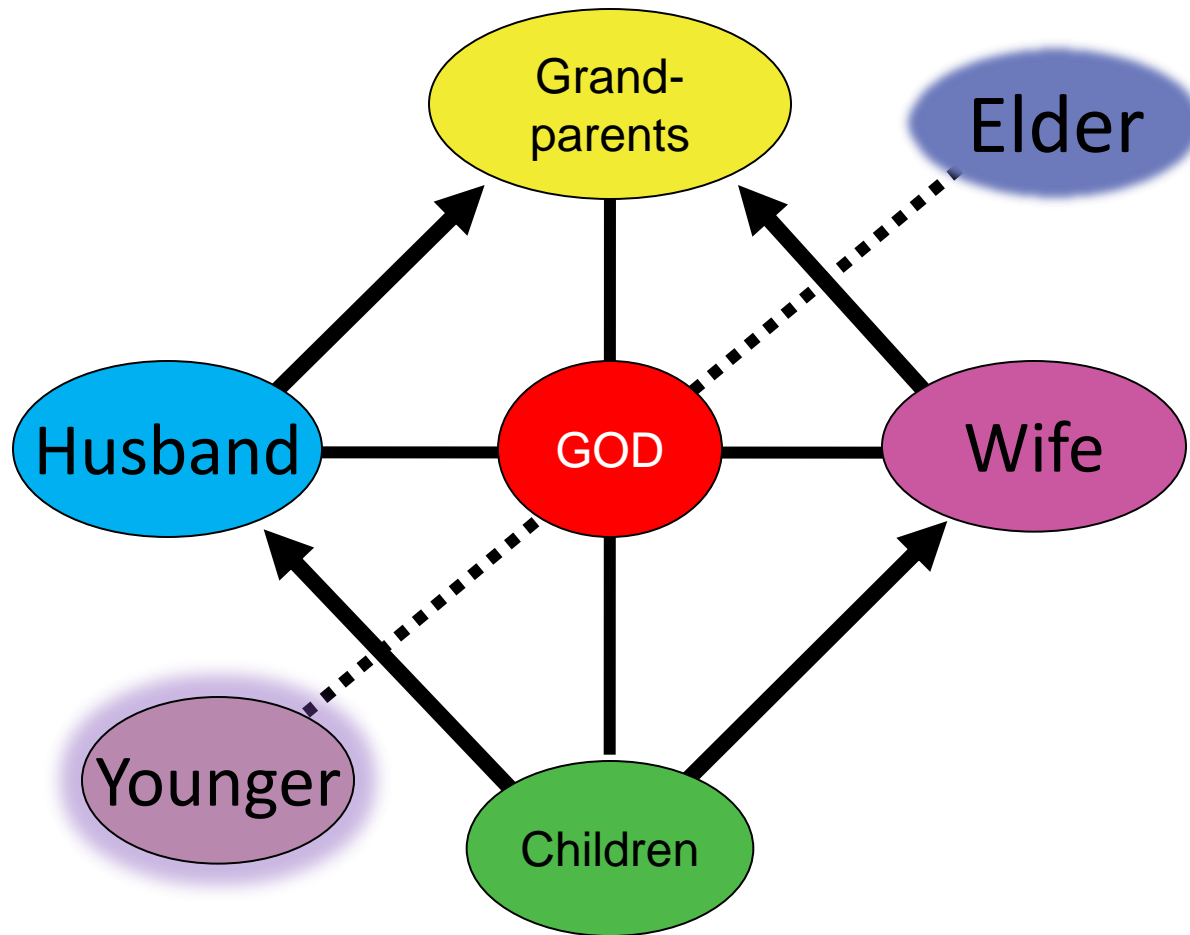 Grand-
parents
Elder
Husband
GOD
Wife
Younger
Children